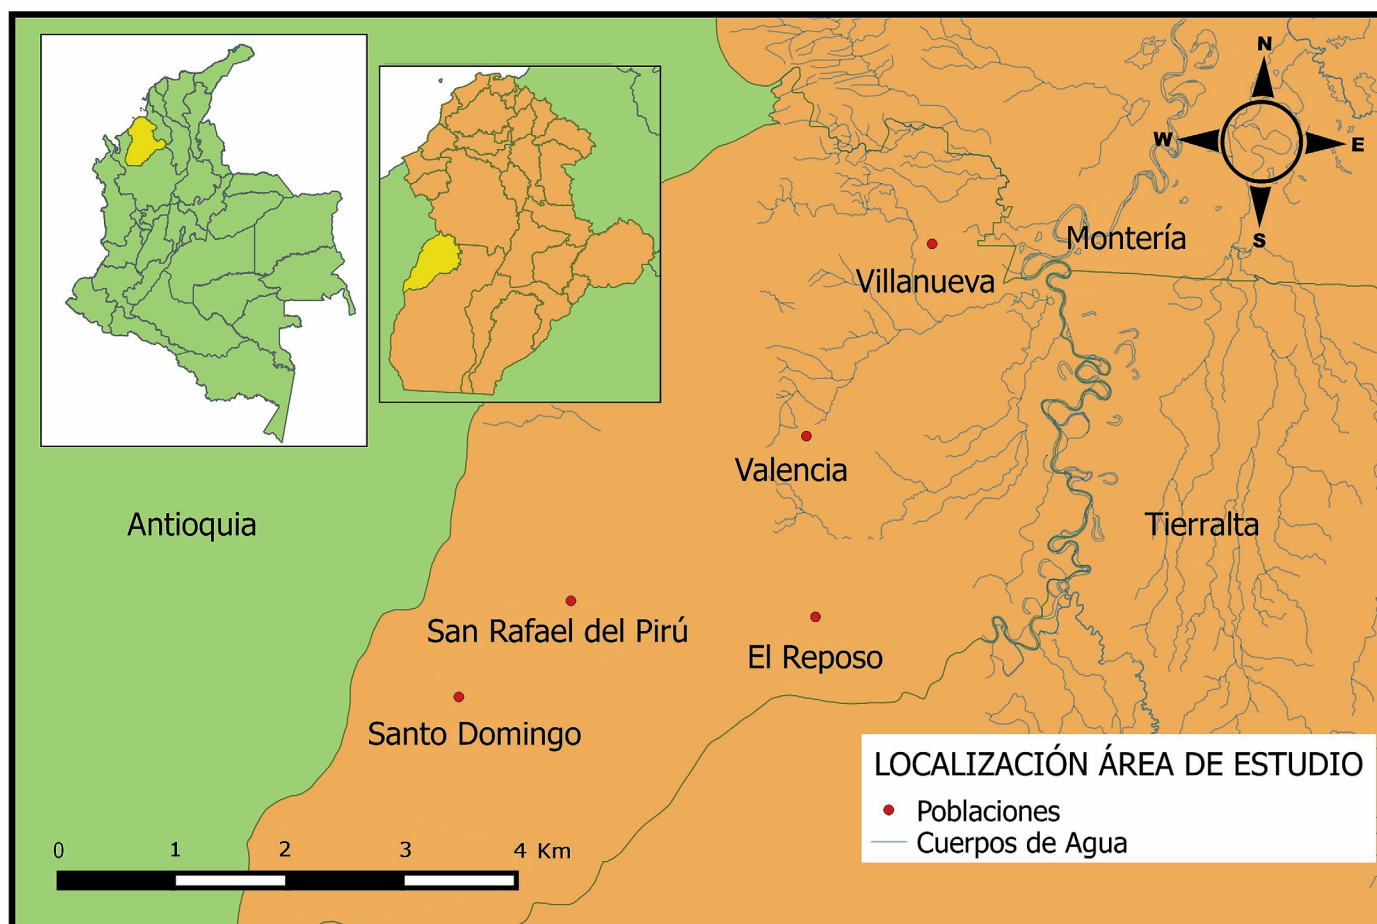 N
W
E
S
Montería
Villanueva
Valencia
Antioquia
Tierralta
San Rafael del Pirú
El Reposo
Santo Domingo
LOCALIZACIÓN ÁREA DE ESTUDIO
Poblaciones
Cuerpos de Agua
0 1 2 3 4 Km